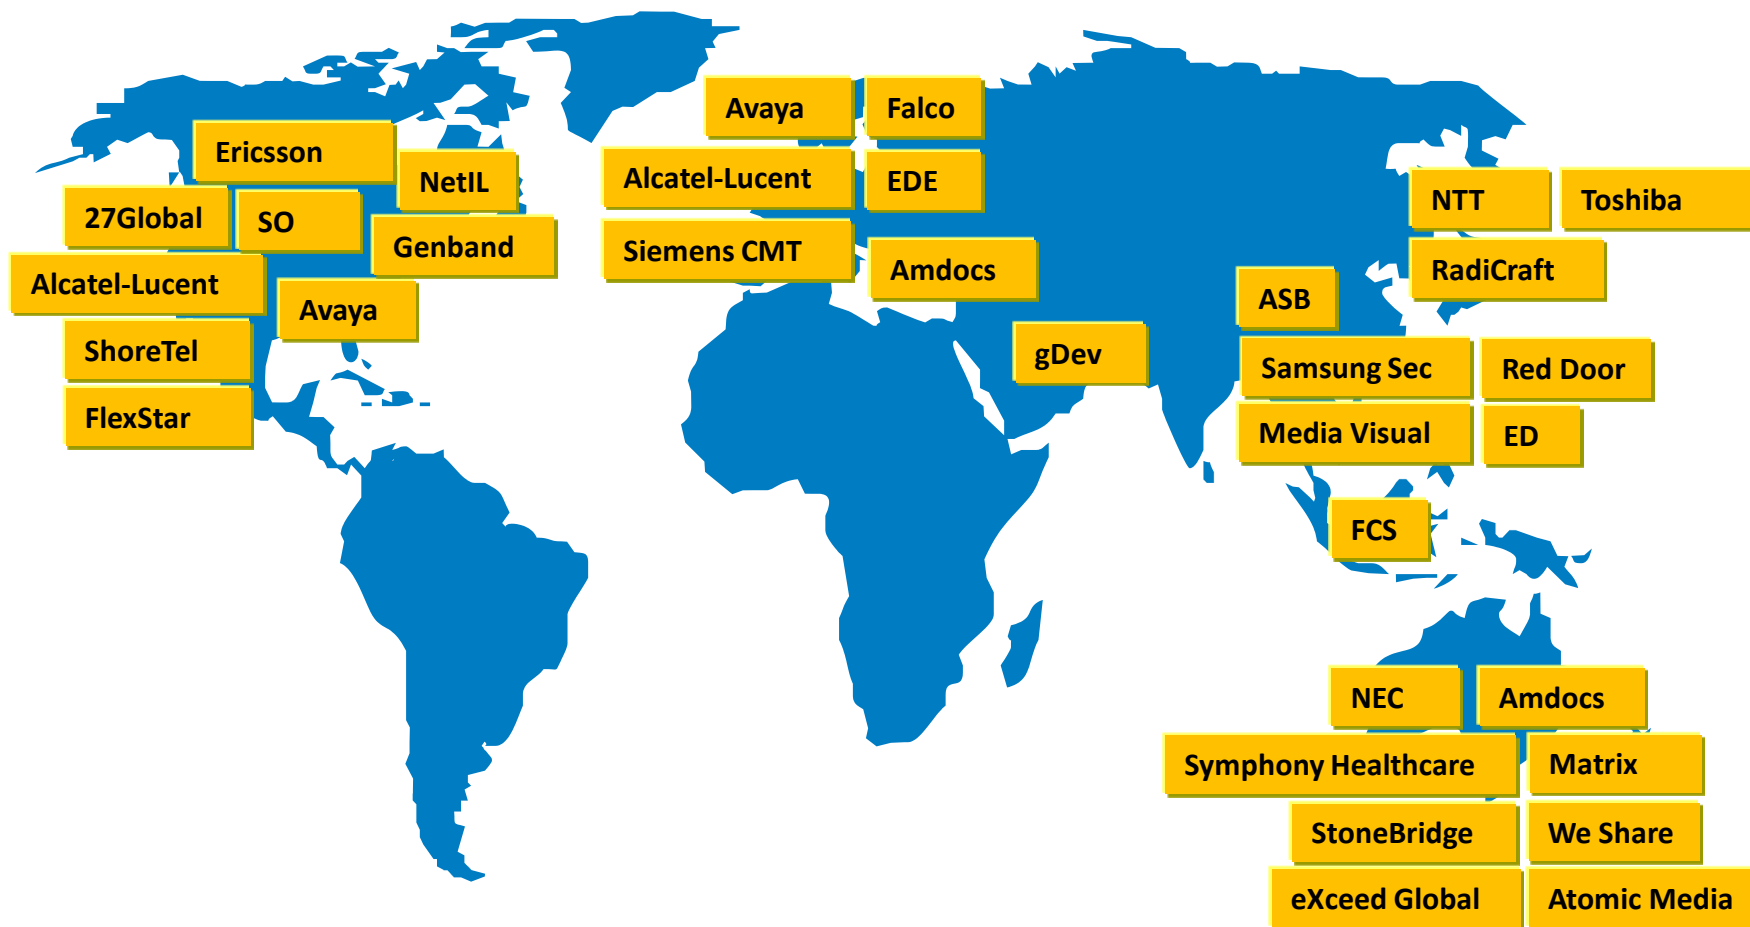 Avaya
Falco
Ericsson
NetIL
Alcatel-Lucent
EDE
NTT
Toshiba
27Global
SO
Genband
Siemens CMT
Amdocs
RadiCraft
Alcatel-Lucent
Avaya
ASB
ShoreTel
gDev
Samsung Sec
Red Door
FlexStar
Media Visual
ED
FCS
NEC
Amdocs
Symphony Healthcare
Matrix
StoneBridge
We Share
eXceed Global
Atomic Media